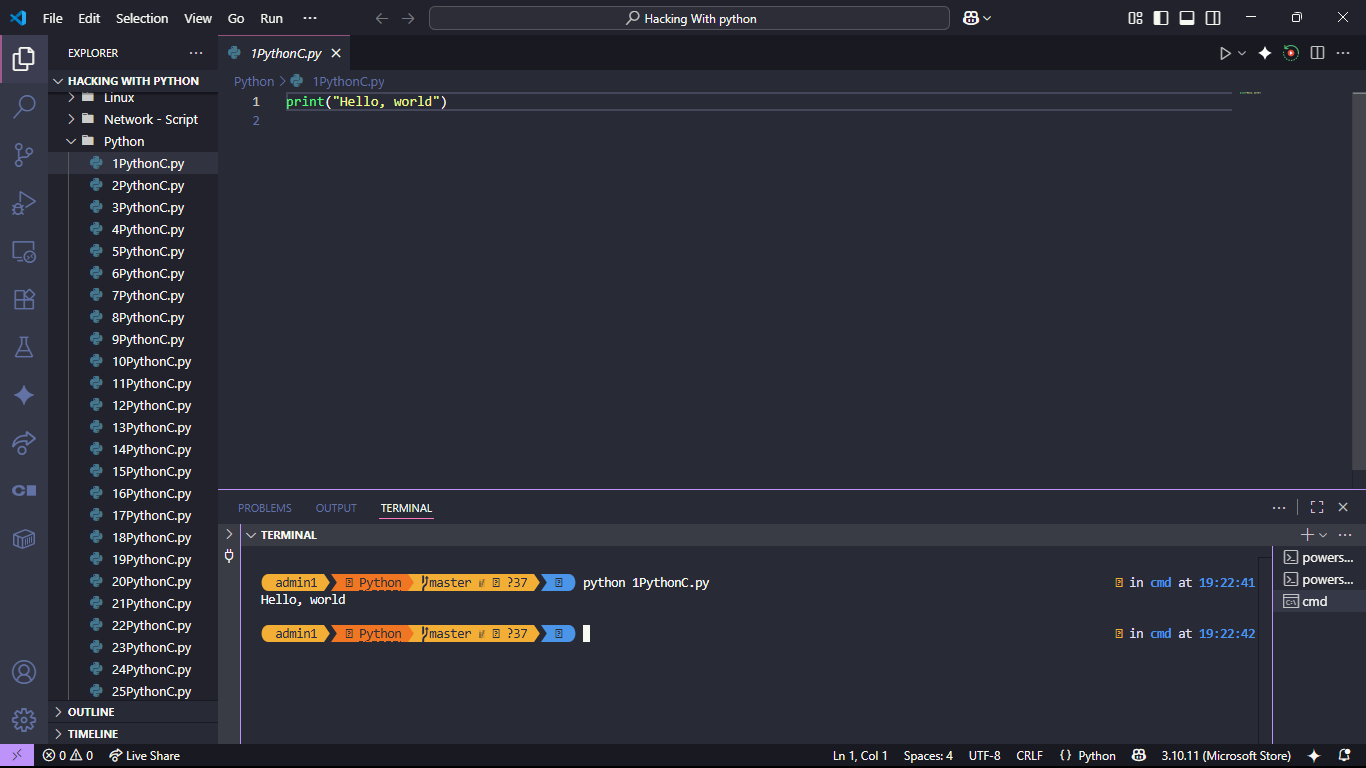 File Edit Selection View Go Run ···
Hacking With python
EXPLORER ···
1PythonC.py
HACKING WITH PYTHON
Linux
Network - Script
Python
1PythonC.py
2PythonC.py
3PythonC.py
4PythonC.py
5PythonC.py
6PythonC.py
7PythonC.py
8PythonC.py
9PythonC.py
10PythonC.py
11PythonC.py
12PythonC.py
13PythonC.py
14PythonC.py
15PythonC.py
16PythonC.py
17PythonC.py
18PythonC.py
19PythonC.py
20PythonC.py
21PythonC.py
22PythonC.py
23PythonC.py
24PythonC.py
25PythonC.py
OUTLINE
TIMELINE
Python > 1PythonC.py
1 print("Hello, world")
2
PROBLEMS OUTPUT TERMINAL
TERMINAL
admin1 Python master ?37 python 1PythonC.py in cmd at 19:22:41
Hello, world
admin1 Python master ?37 in cmd at 19:22:42
powers...
powers...
cmd
0 0 Live Share Ln 1, Col 1 Spaces: 4 UTF-8 CRLF {} Python 3.10.11 (Microsoft Store)